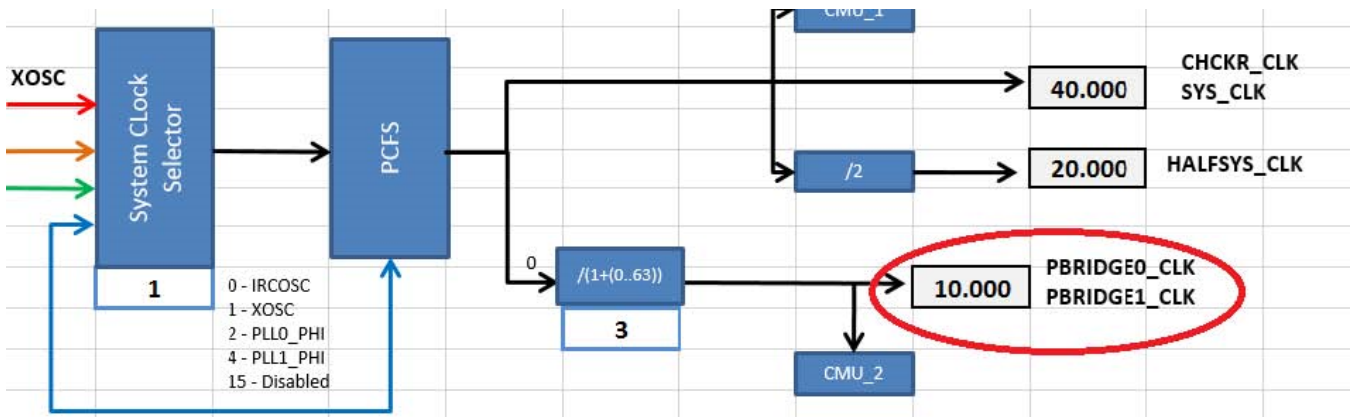 CMU_1
XOSC
System CLock
Selector
PCFS
CHCKR_CLK
40.000
SYS_CLK
/2
20.000
HALFSYS_CLK
1
0 - IRCOSC
1 - XOSC
2 - PLL0_PHI
4 - PLL1_PHI
15 - Disabled
0
/(1+(0..63))
3
10.000
PBRIDGE0_CLK
PBRIDGE1_CLK
CMU_2